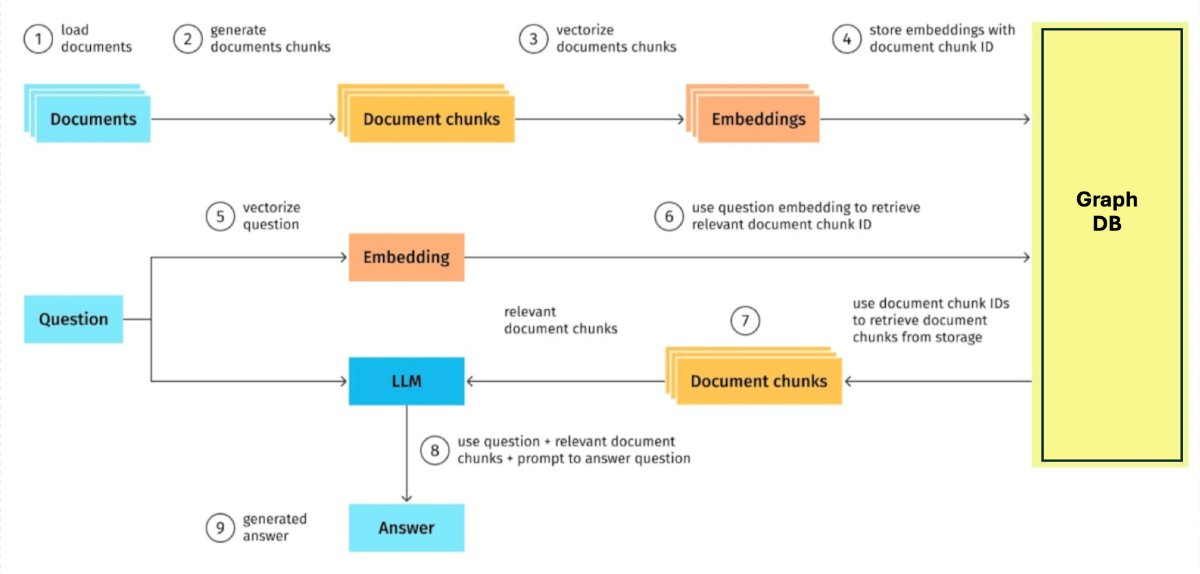 1 load
documents
2 generate
documents chunks
3 vectorize
documents chunks
4 store embeddings with
document chunk ID
Documents
Document chunks
Embeddings
Graph
DB
5 vectorize
question
6 use question embedding to retrieve
relevant document chunk ID
Embedding
Question
relevant
document chunks
7
use document chunk IDs
to retrieve document
chunks from storage
LLM
Document chunks
8 use question + relevant document
chunks + prompt to answer question
9 generated
answer
Answer